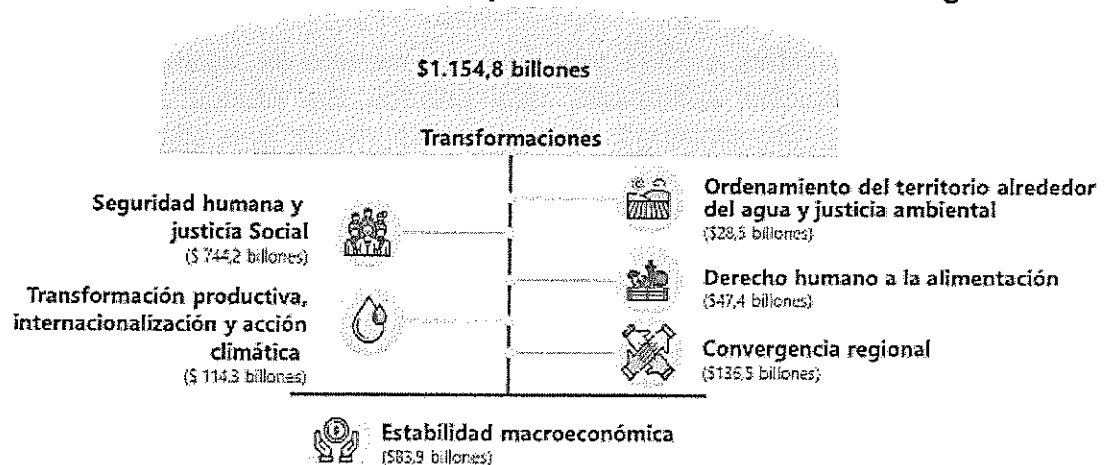 $1.154,8 billones
Transformaciones
Seguridad humana y
justicia Social
($ 744,2 billones)
Transformación productiva,
internacionalización y acción
climática
($ 114,3 billones)
Ordenamiento del territorio alrededor
del agua y justicia ambiental
($28,5 billones)
Derecho humano a la alimentación
($47,4 billones)
Convergencia regional
($136,5 billones)
Estabilidad macroeconómica
($83,9 billones)